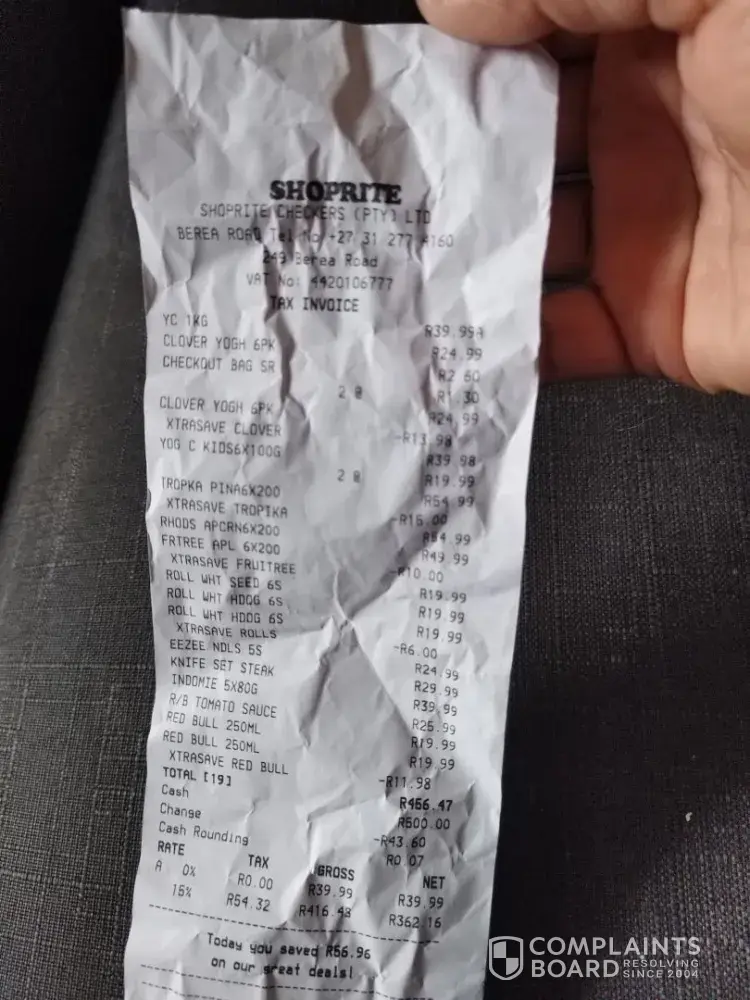 SHOPRITE
SHOPRITE CHECKERS (PTY) LTD
BEREA ROAD Tel No +27 31 277 4160
249 Berea Road
VAT No: 4420106777
TAX INVOICE
YC 1KG R39.99A
CLOVER YOGH 6PK R24.99
CHECKOUT BAG SR R2.60
2 @ R1.30
CLOVER YOGH 6PK R24.99
XTRASAVE CLOVER -R13.98
YOG C KIDS6X100G R39.98
2 @ R19.99
TROPKA PINA6X200 R54.99
XTRASAVE TROPIKA -R15.00
RHODS APCRN6X200 R54.99
FRTREE APL 6X200 R49.99
XTRASAVE FRUITREE -R10.00
ROLL WHT SEED 6S R19.99
ROLL WHT HDOG 6S R19.99
ROLL WHT HDOG 6S R19.99
XTRASAVE ROLLS -R6.00
EEZEE NDLS 5S R24.99
KNIFE SET STEAK R29.99
INDOMIE 5X80G R39.99
R/B TOMATO SAUCE R25.99
RED BULL 250ML R19.99
RED BULL 250ML R19.99
XTRASAVE RED BULL -R11.98
TOTAL [19] R456.47
Cash R500.00
Change -R43.60
Cash Rounding R0.07
RATE TAX GROSS NET
A 0% R0.00 R39.99 R39.99
15% R54.32 R416.48 R362.16
Today you saved R56.96
on our great deals!
COMPLAINTS
BOARD RESOLVING SINCE 2004